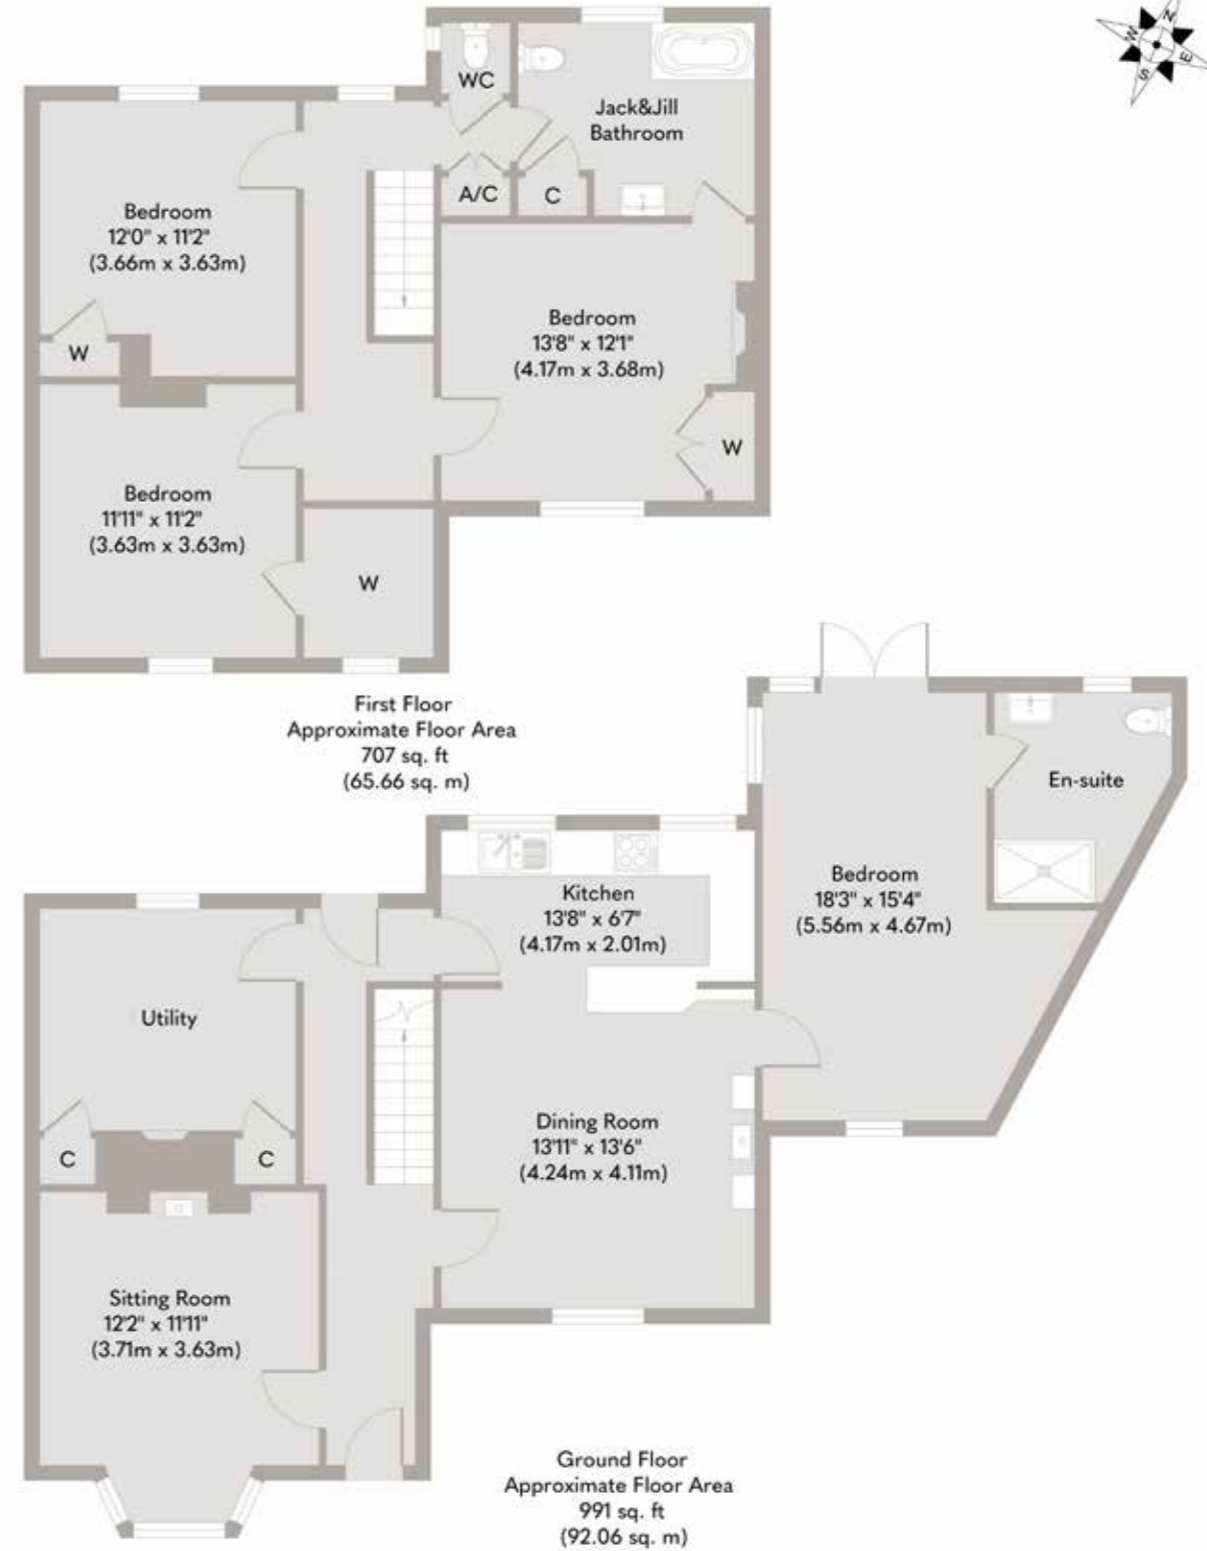 N
W
E
S
WC
Jack&Jill
Bathroom
A/C
C
Bedroom
12'0" x 11'2"
(3.66m x 3.63m)
W
Bedroom
13'8" x 12'1"
(4.17m x 3.68m)
W
Bedroom
11'11" x 11'2"
(3.63m x 3.63m)
W
First Floor
Approximate Floor Area
707 sq. ft
(65.66 sq. m)
En-suite
Bedroom
18'3" x 15'4"
(5.56m x 4.67m)
Kitchen
13'8" x 6'7"
(4.17m x 2.01m)
Utility
C
C
Dining Room
13'11" x 13'6"
(4.24m x 4.11m)
Sitting Room
12'2" x 11'11"
(3.71m x 3.63m)
Ground Floor
Approximate Floor Area
991 sq. ft
(92.06 sq. m)